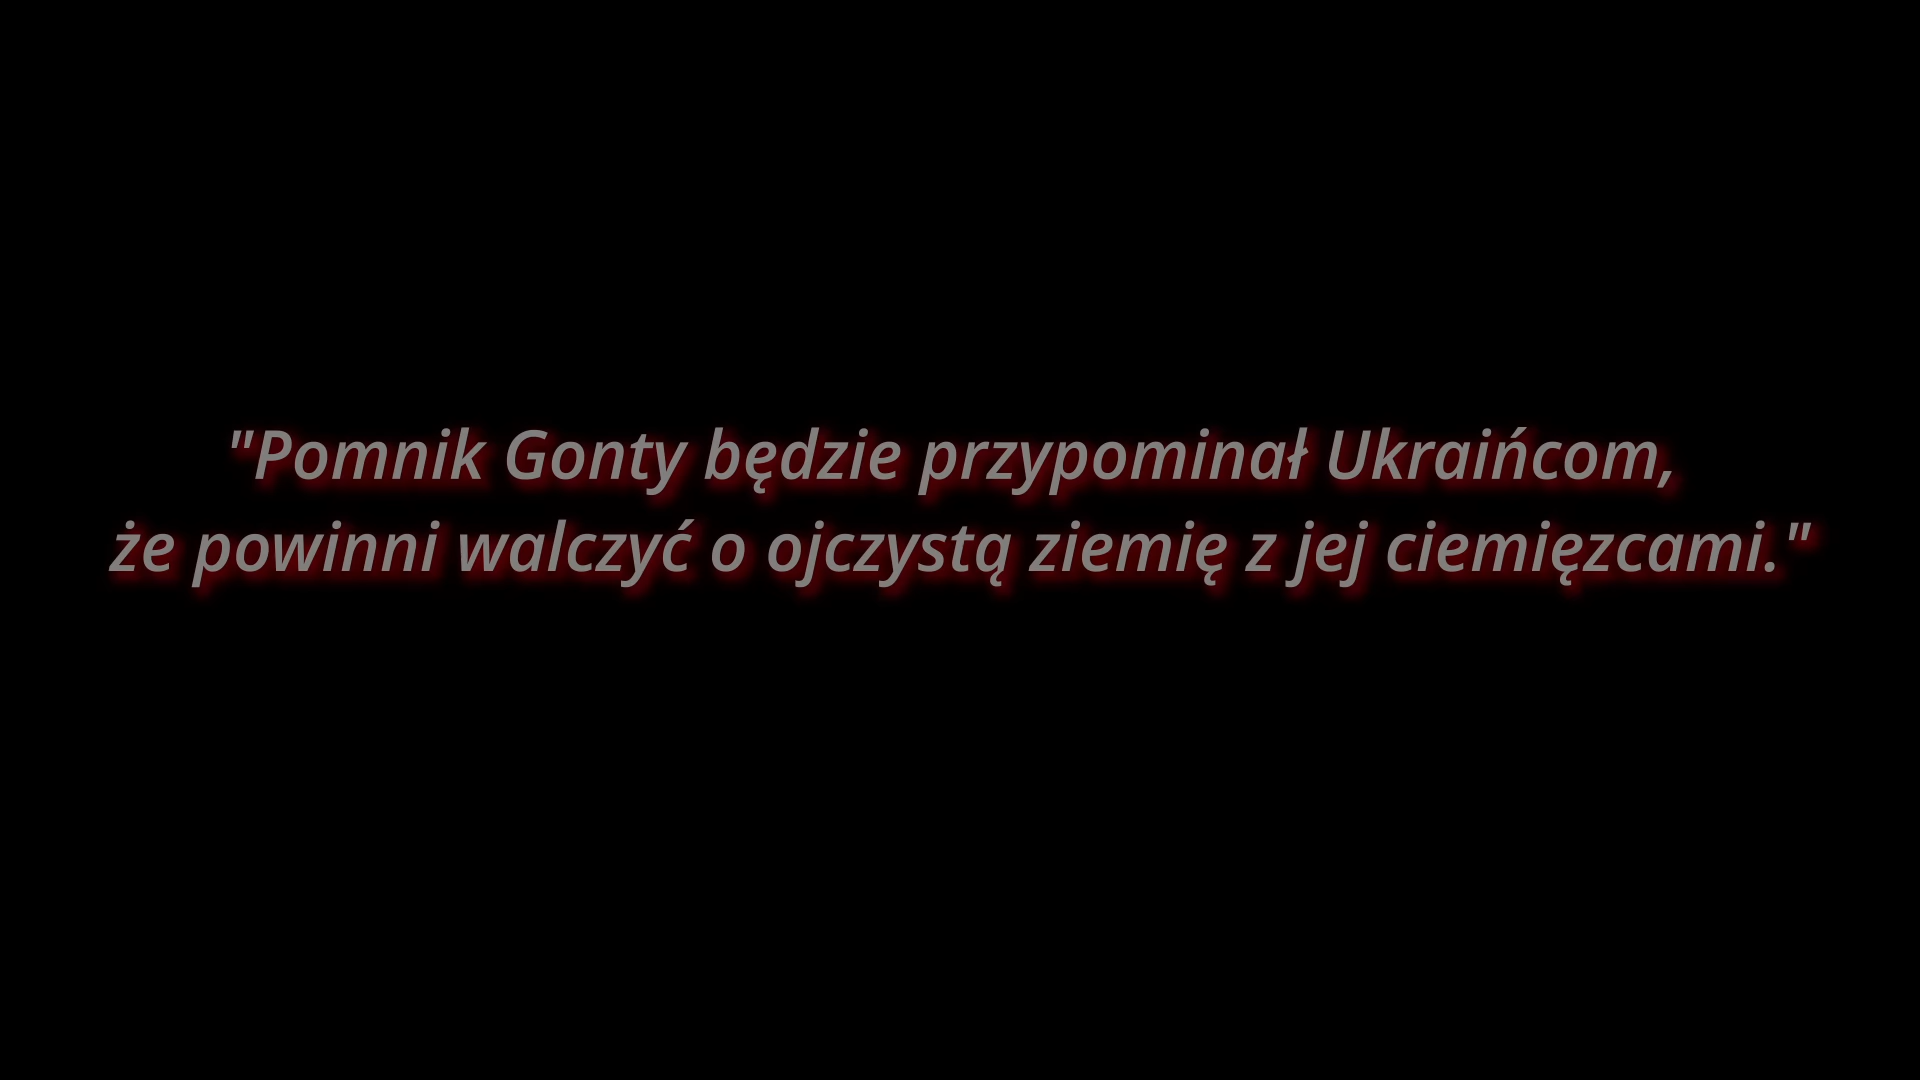 "Pomnik Gonty będzie przypominał Ukraińcom,
że powinni walczyć o ojczystą ziemię z jej ciemięzcami."